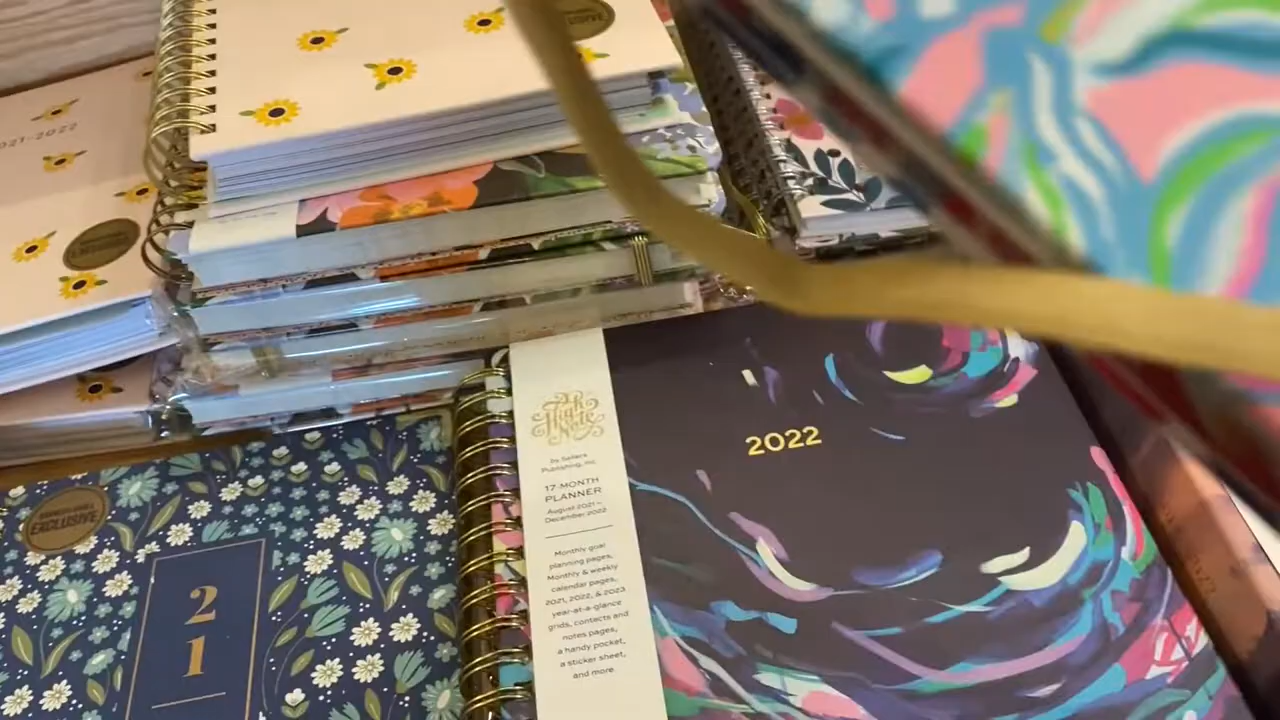 2021-2022
EXCLUSIVE
21
2022
High
Note
by Sellers
Publishing, Inc.
17-MONTH
PLANNER
August 2021 –
December 2022
Monthly goal
planning pages,
Monthly & weekly
calendar pages,
2021, 2022, & 2023
year-at-a-glance
grids, contacts and
notes pages,
a handy pocket,
a sticker sheet,
and more.